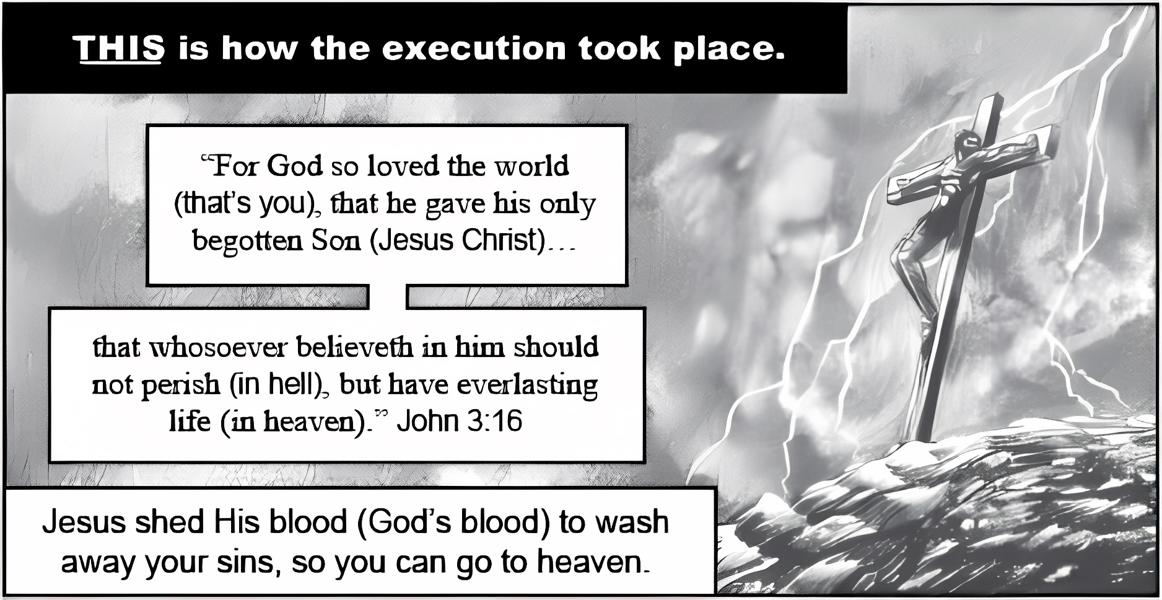 THIS is how the execution took place.
“For God so loved the world
(that's you), that he gave his only
begotten Son (Jesus Christ)...
that whosoever believeth in him should
not perish (in hell), but have everlasting
life (in heaven).” John 3:16
Jesus shed His blood (God's blood) to wash
away your sins, so you can go to heaven.